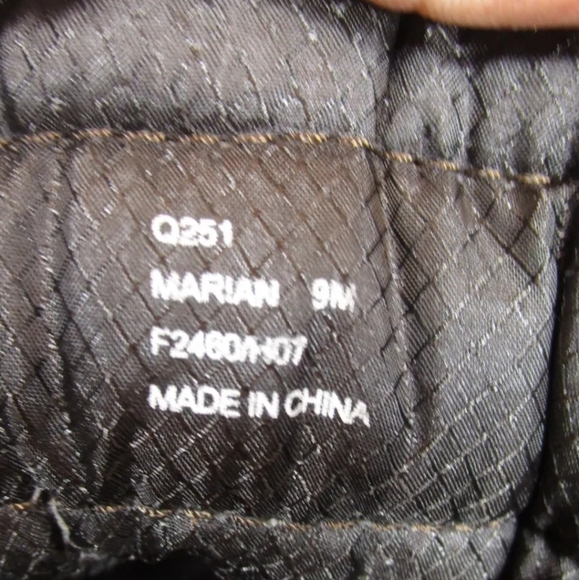 Q251
MARIAN 9M
F2460/H07
MADE IN CHINA